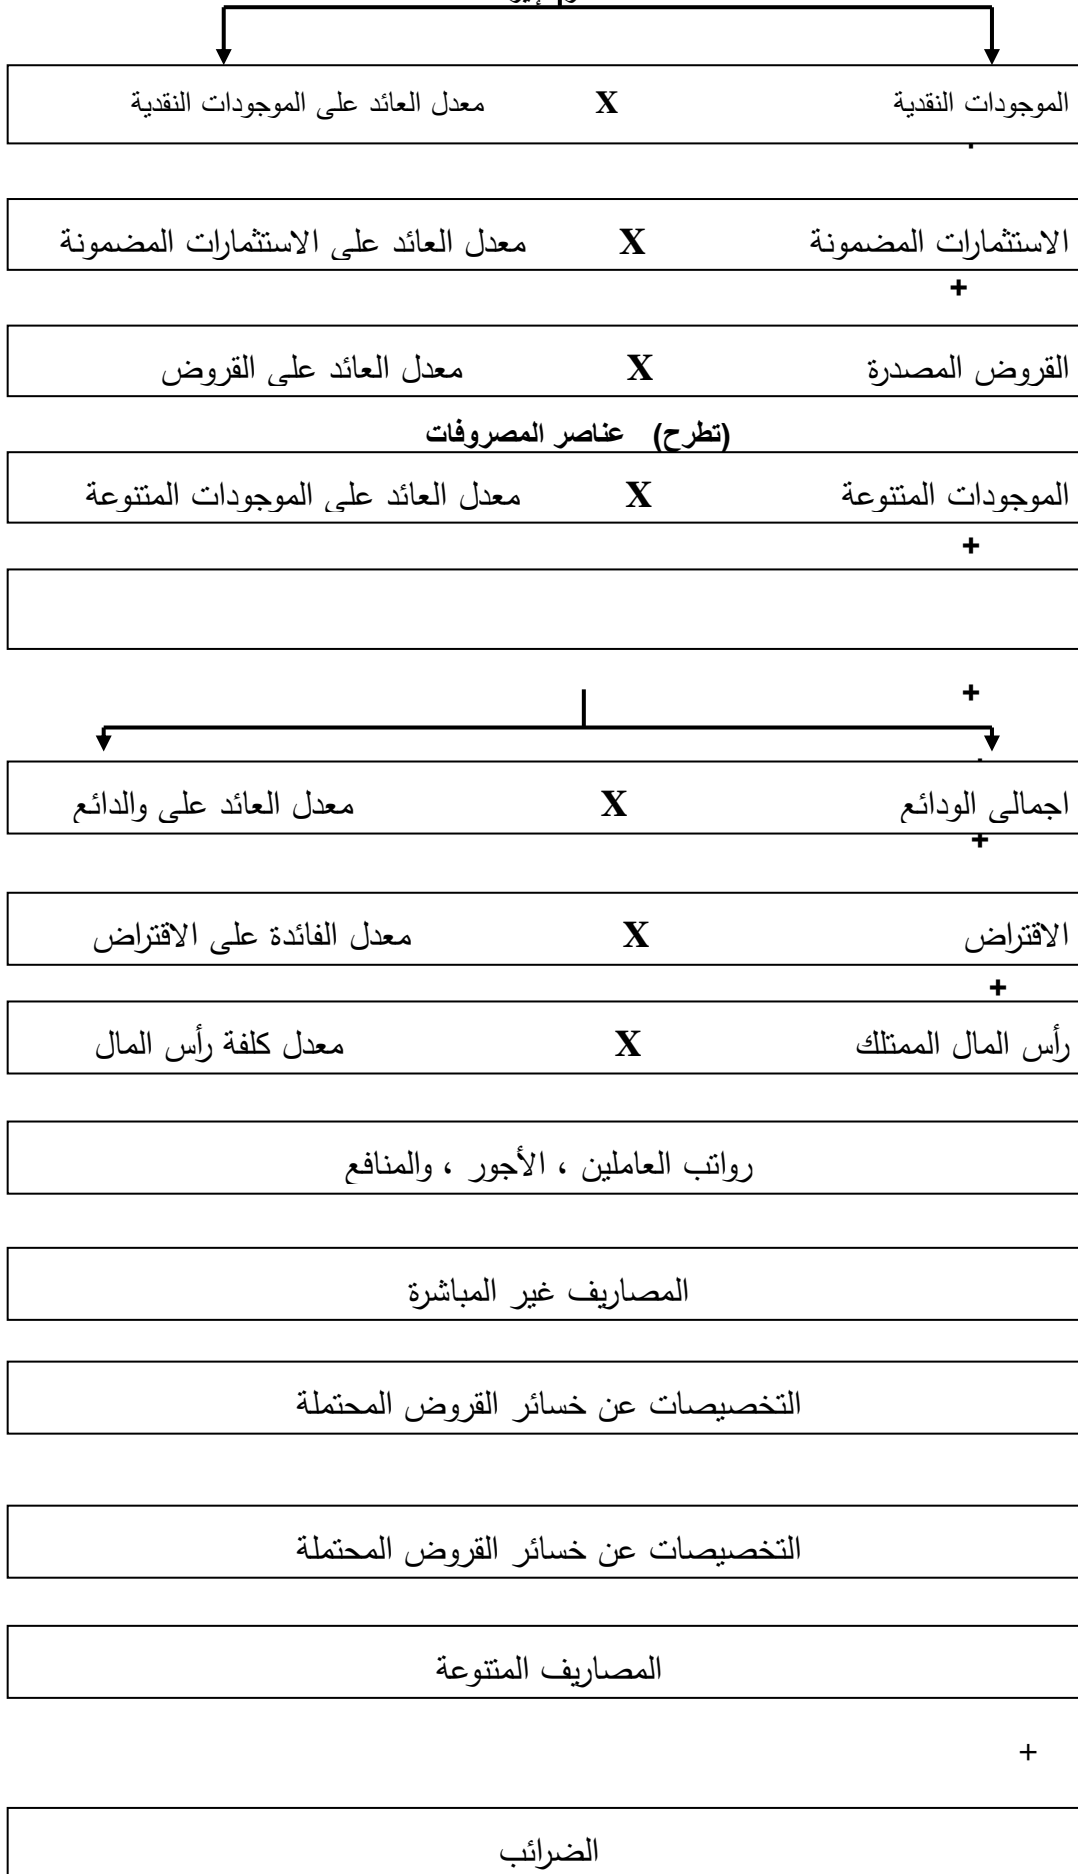 الموجودات النقدية X معدل العائد على الموجودات النقدية
الاستثمارات المضمونة X معدل العائد على الاستثمارات المضمونة
+
القروض المصدرة X معدل العائد على القروض
(تطرح) عناصر المصروفات
الموجودات المتنوعة X معدل العائد على الموجودات المتنوعة
+
+
اجمالي الودائع X معدل العائد على والدائع
+
الاقتراض X معدل الفائدة على الاقتراض
+
رأس المال الممتلك X معدل كلفة رأس المال
رواتب العاملين ، الأجور ، والمنافع
المصاريف غير المباشرة
التخصيصات عن خسائر القروض المحتملة
التخصيصات عن خسائر القروض المحتملة
المصاريف المتنوعة
+
الضرائب